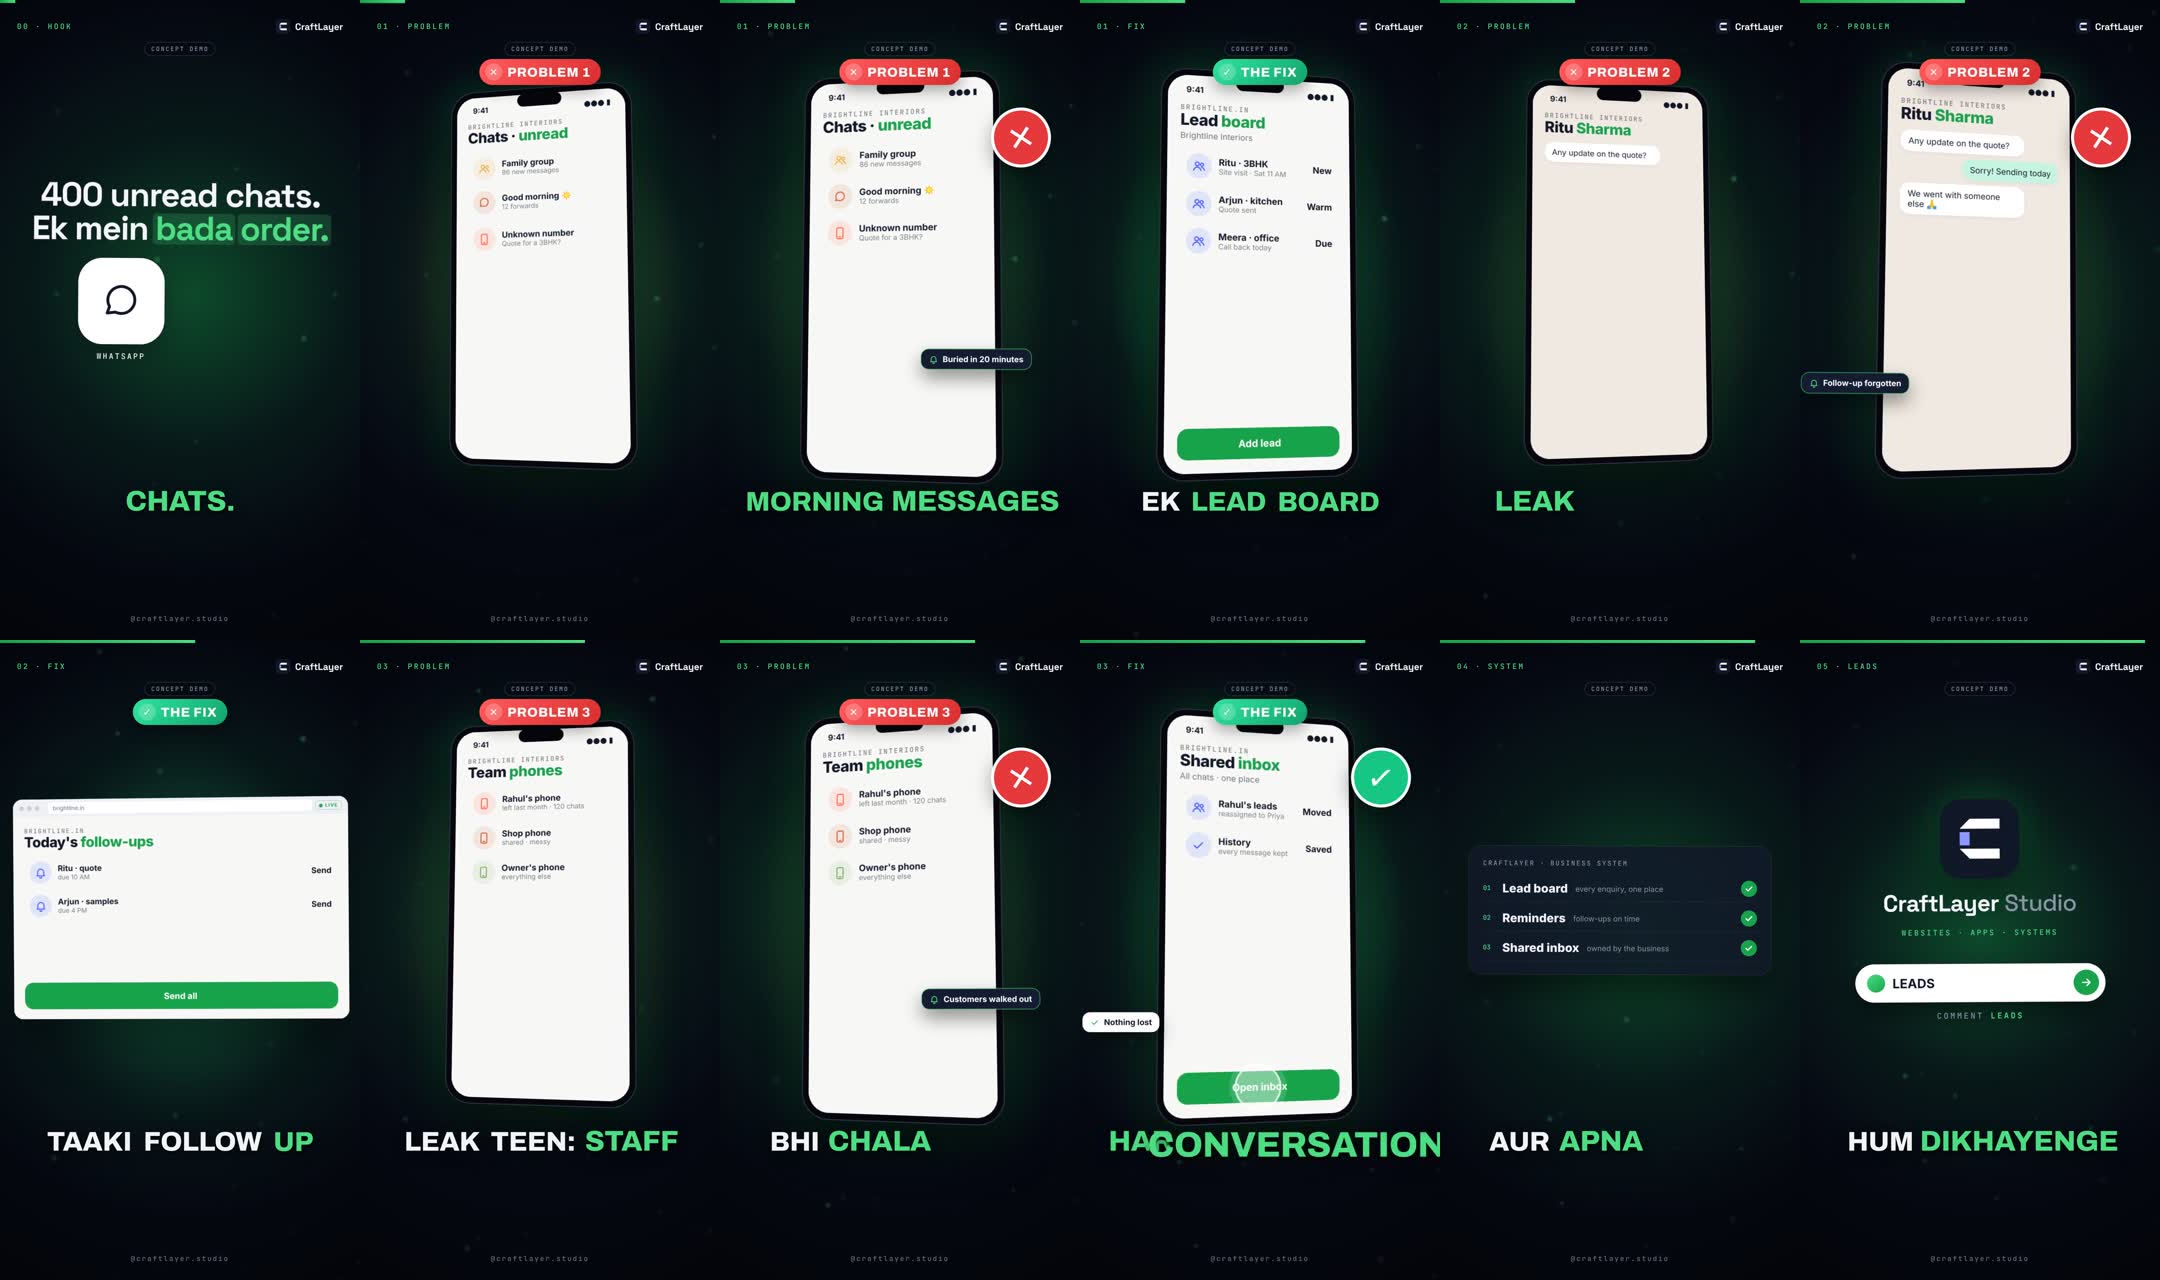 00 · HOOK
CraftLayer
CONCEPT DEMO
400 unread chats.
Ek mein bada order.
WHATSAPP
CHATS.
@craftlayer.studio
01 · PROBLEM
CraftLayer
CONCEPT DEMO
PROBLEM 1
9:41
BRIGHTLINE INTERIORS
Chats · unread
Family group
86 new messages
Good morning ☀️
12 forwards
Unknown number
Quote for a 3BHK?
@craftlayer.studio
01 · PROBLEM
CraftLayer
CONCEPT DEMO
PROBLEM 1
9:41
BRIGHTLINE INTERIORS
Chats · unread
Family group
86 new messages
Good morning ☀️
12 forwards
Unknown number
Quote for a 3BHK?
Buried in 20 minutes
MORNING MESSAGES
@craftlayer.studio
01 · FIX
CraftLayer
CONCEPT DEMO
THE FIX
9:41
BRIGHTLINE.IN
Lead board
Brightline Interiors
Ritu · 3BHK
Site visit · Sat 11 AM
New
Arjun · kitchen
Quote sent
Warm
Meera · office
Call back today
Due
Add lead
EK LEAD BOARD
@craftlayer.studio
02 · PROBLEM
CraftLayer
CONCEPT DEMO
PROBLEM 2
9:41
BRIGHTLINE INTERIORS
Ritu Sharma
Any update on the quote?
LEAK
@craftlayer.studio
02 · PROBLEM
CraftLayer
CONCEPT DEMO
PROBLEM 2
9:41
BRIGHTLINE INTERIORS
Ritu Sharma
Any update on the quote?
Sorry! Sending today
We went with someone
else 🙏
Follow-up forgotten
@craftlayer.studio
02 · FIX
CraftLayer
CONCEPT DEMO
THE FIX
brightline.in
LIVE
BRIGHTLINE.IN
Today's follow-ups
Ritu · quote
due 10 AM
Send
Arjun · samples
due 4 PM
Send
Send all
TAAKI FOLLOW UP
@craftlayer.studio
03 · PROBLEM
CraftLayer
CONCEPT DEMO
PROBLEM 3
9:41
BRIGHTLINE INTERIORS
Team phones
Rahul's phone
left last month · 120 chats
Shop phone
shared · messy
Owner's phone
everything else
LEAK TEEN: STAFF
@craftlayer.studio
03 · PROBLEM
CraftLayer
CONCEPT DEMO
PROBLEM 3
9:41
BRIGHTLINE INTERIORS
Team phones
Rahul's phone
left last month · 120 chats
Shop phone
shared · messy
Owner's phone
everything else
Customers walked out
BHI CHALA
@craftlayer.studio
03 · FIX
CraftLayer
CONCEPT DEMO
THE FIX
9:41
BRIGHTLINE.IN
Shared inbox
All chats · one place
Rahul's leads
reassigned to Priya
Moved
History
every message kept
Saved
Nothing lost
Open inbox
CONVERSATION
@craftlayer.studio
04 · SYSTEM
CraftLayer
CONCEPT DEMO
CRAFTLAYER · BUSINESS SYSTEM
01 Lead board every enquiry, one place
02 Reminders follow-ups on time
03 Shared inbox owned by the business
AUR APNA
@craftlayer.studio
05 · LEADS
CraftLayer
CONCEPT DEMO
CraftLayer Studio
WEBSITES · APPS · SYSTEMS
LEADS
COMMENT LEADS
HUM DIKHAYENGE
@craftlayer.studio